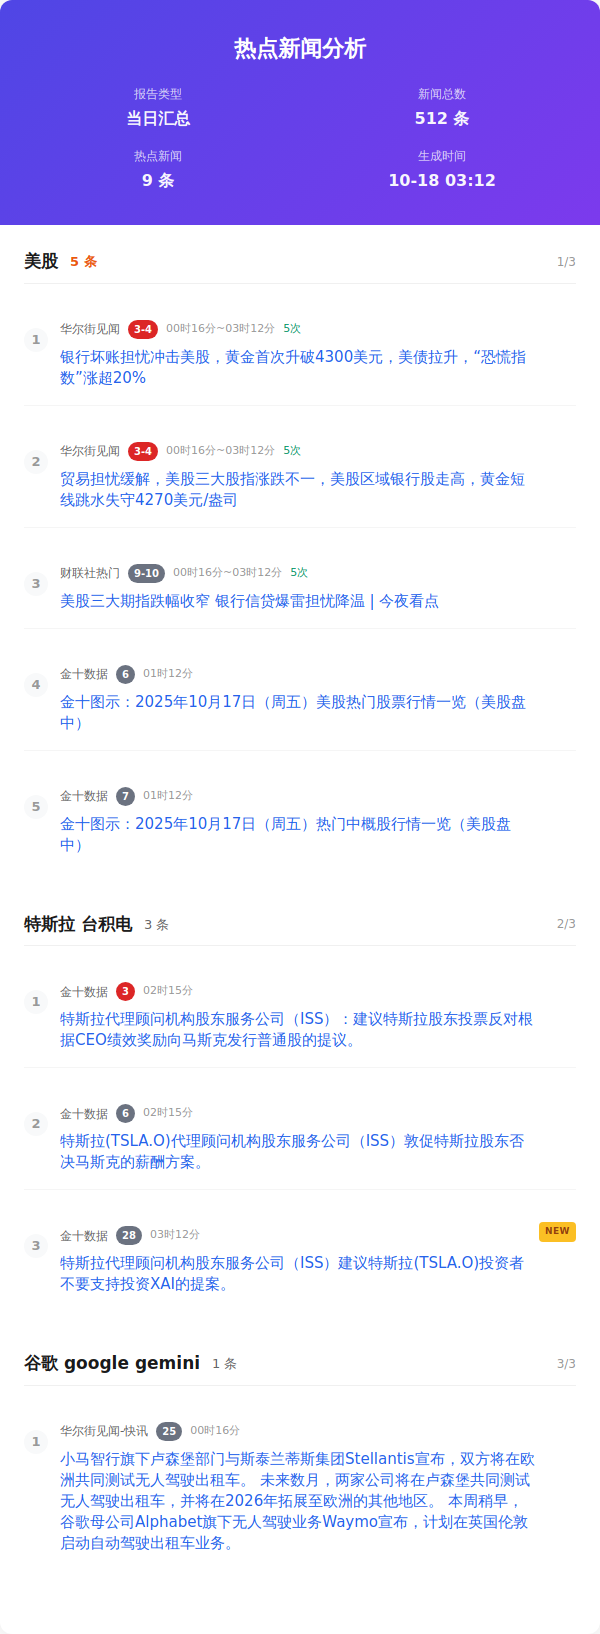 热点新闻分析
报告类型
当日汇总
新闻总数
512 条
热点新闻
9 条
生成时间
10-18 03:12
美股 5 条 1/3
1
华尔街见闻 3-4 00时16分~03时12分 5次
银行坏账担忧冲击美股，黄金首次升破4300美元，美债拉升，“恐慌指
数”涨超20%
2
华尔街见闻 3-4 00时16分~03时12分 5次
贸易担忧缓解，美股三大股指涨跌不一，美股区域银行股走高，黄金短
线跳水失守4270美元/盎司
3
财联社热门 9-10 00时16分~03时12分 5次
美股三大期指跌幅收窄 银行信贷爆雷担忧降温 | 今夜看点
4
金十数据 6 01时12分
金十图示：2025年10月17日（周五）美股热门股票行情一览（美股盘
中）
5
金十数据 7 01时12分
金十图示：2025年10月17日（周五）热门中概股行情一览（美股盘
中）
特斯拉 台积电 3 条 2/3
1
金十数据 3 02时15分
特斯拉代理顾问机构股东服务公司（ISS）：建议特斯拉股东投票反对根
据CEO绩效奖励向马斯克发行普通股的提议。
2
金十数据 6 02时15分
特斯拉(TSLA.O)代理顾问机构股东服务公司（ISS）敦促特斯拉股东否
决马斯克的薪酬方案。
3
金十数据 28 03时12分 NEW
特斯拉代理顾问机构股东服务公司（ISS）建议特斯拉(TSLA.O)投资者
不要支持投资XAI的提案。
谷歌 google gemini 1 条 3/3
1
华尔街见闻-快讯 25 00时16分
小马智行旗下卢森堡部门与斯泰兰蒂斯集团Stellantis宣布，双方将在欧
洲共同测试无人驾驶出租车。 未来数月，两家公司将在卢森堡共同测试
无人驾驶出租车，并将在2026年拓展至欧洲的其他地区。 本周稍早，
谷歌母公司Alphabet旗下无人驾驶业务Waymo宣布，计划在英国伦敦
启动自动驾驶出租车业务。